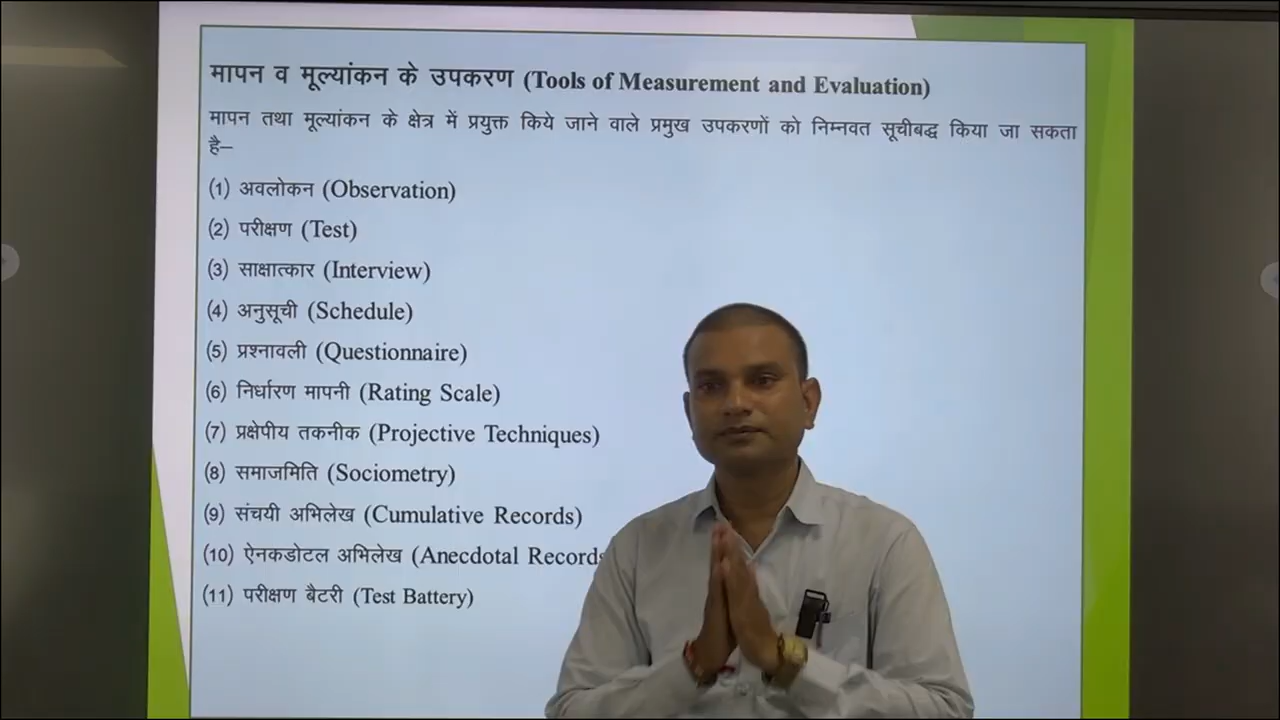 मापन व मूल्यांकन के उपकरण (Tools of Measurement and Evaluation)
मापन तथा मूल्यांकन के क्षेत्र में प्रयुक्त किये जाने वाले प्रमुख उपकरणों को निम्नवत सूचीबद्ध किया जा सकता
है–
(1) अवलोकन (Observation)
(2) परीक्षण (Test)
(3) साक्षात्कार (Interview)
(4) अनुसूची (Schedule)
(5) प्रश्नावली (Questionnaire)
(6) निर्धारण मापनी (Rating Scale)
(7) प्रक्षेपीय तकनीक (Projective Techniques)
(8) समाजमिति (Sociometry)
(9) संचयी अभिलेख (Cumulative Records)
(10) ऐनकडोटल अभिलेख (Anecdotal Records
(11) परीक्षण बैटरी (Test Battery)